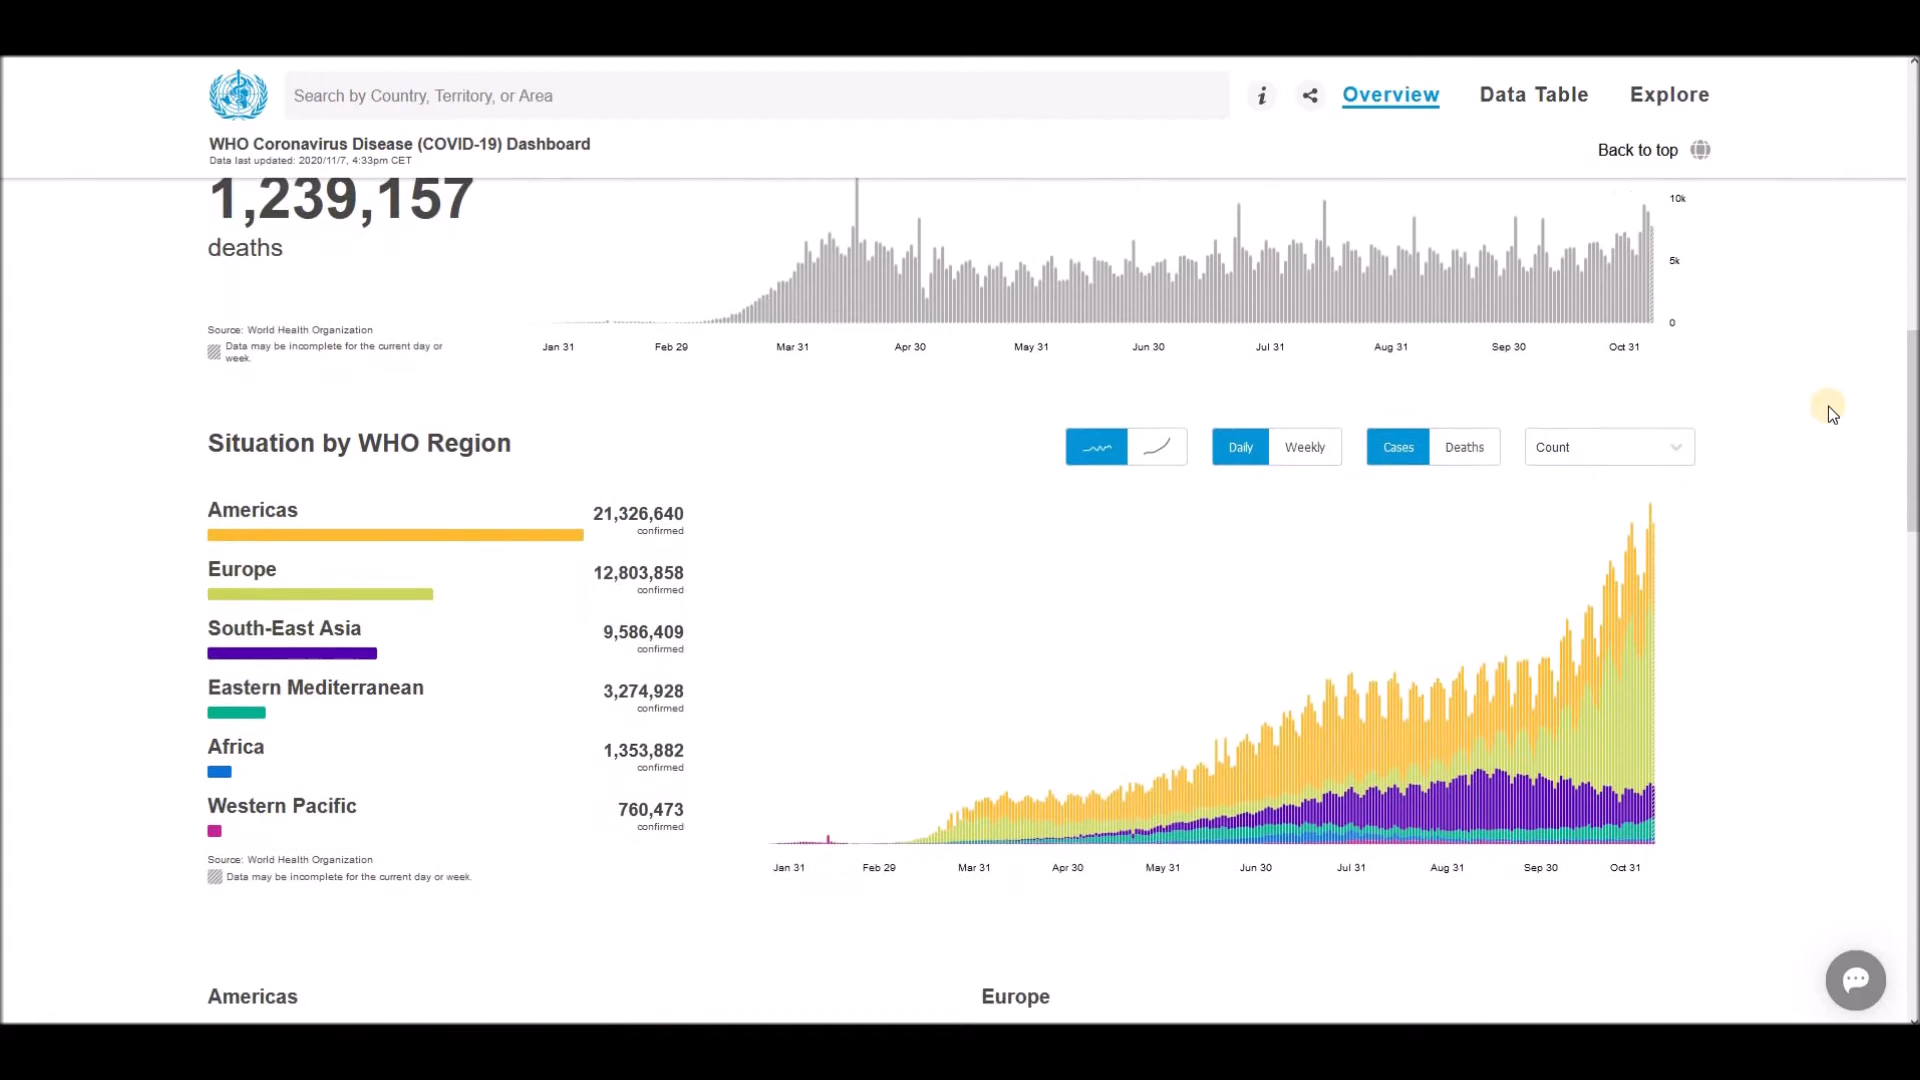 Search by Country, Territory, or Area
i
Overview
Data Table
Explore
WHO Coronavirus Disease (COVID-19) Dashboard
Data last updated: 2020/11/7, 4:33pm CET
Back to top
1,239,157
deaths
10k
5k
0
Source: World Health Organization
Data may be incomplete for the current day or
week.
Jan 31 Feb 29 Mar 31 Apr 30 May 31 Jun 30 Jul 31 Aug 31 Sep 30 Oct 31
Situation by WHO Region
Daily Weekly
Cases Deaths
Count
Americas
21,326,640
confirmed
Europe
12,803,858
confirmed
South-East Asia
9,586,409
confirmed
Eastern Mediterranean
3,274,928
confirmed
Africa
1,353,882
confirmed
Western Pacific
760,473
confirmed
Source: World Health Organization
Data may be incomplete for the current day or week.
Jan 31 Feb 29 Mar 31 Apr 30 May 31 Jun 30 Jul 31 Aug 31 Sep 30 Oct 31
Americas
Europe